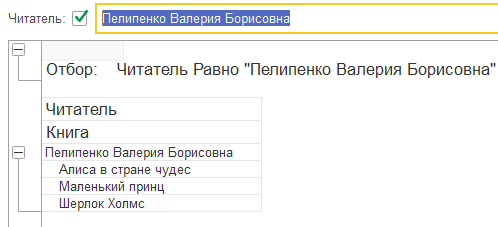 Читатель: Пелипенко Валерия Борисовна
Отбор: Читатель Равно "Пелипенко Валерия Борисовна"
Читатель
Книга
Пелипенко Валерия Борисовна
Алиса в стране чудес
Маленький принц
Шерлок Холмс